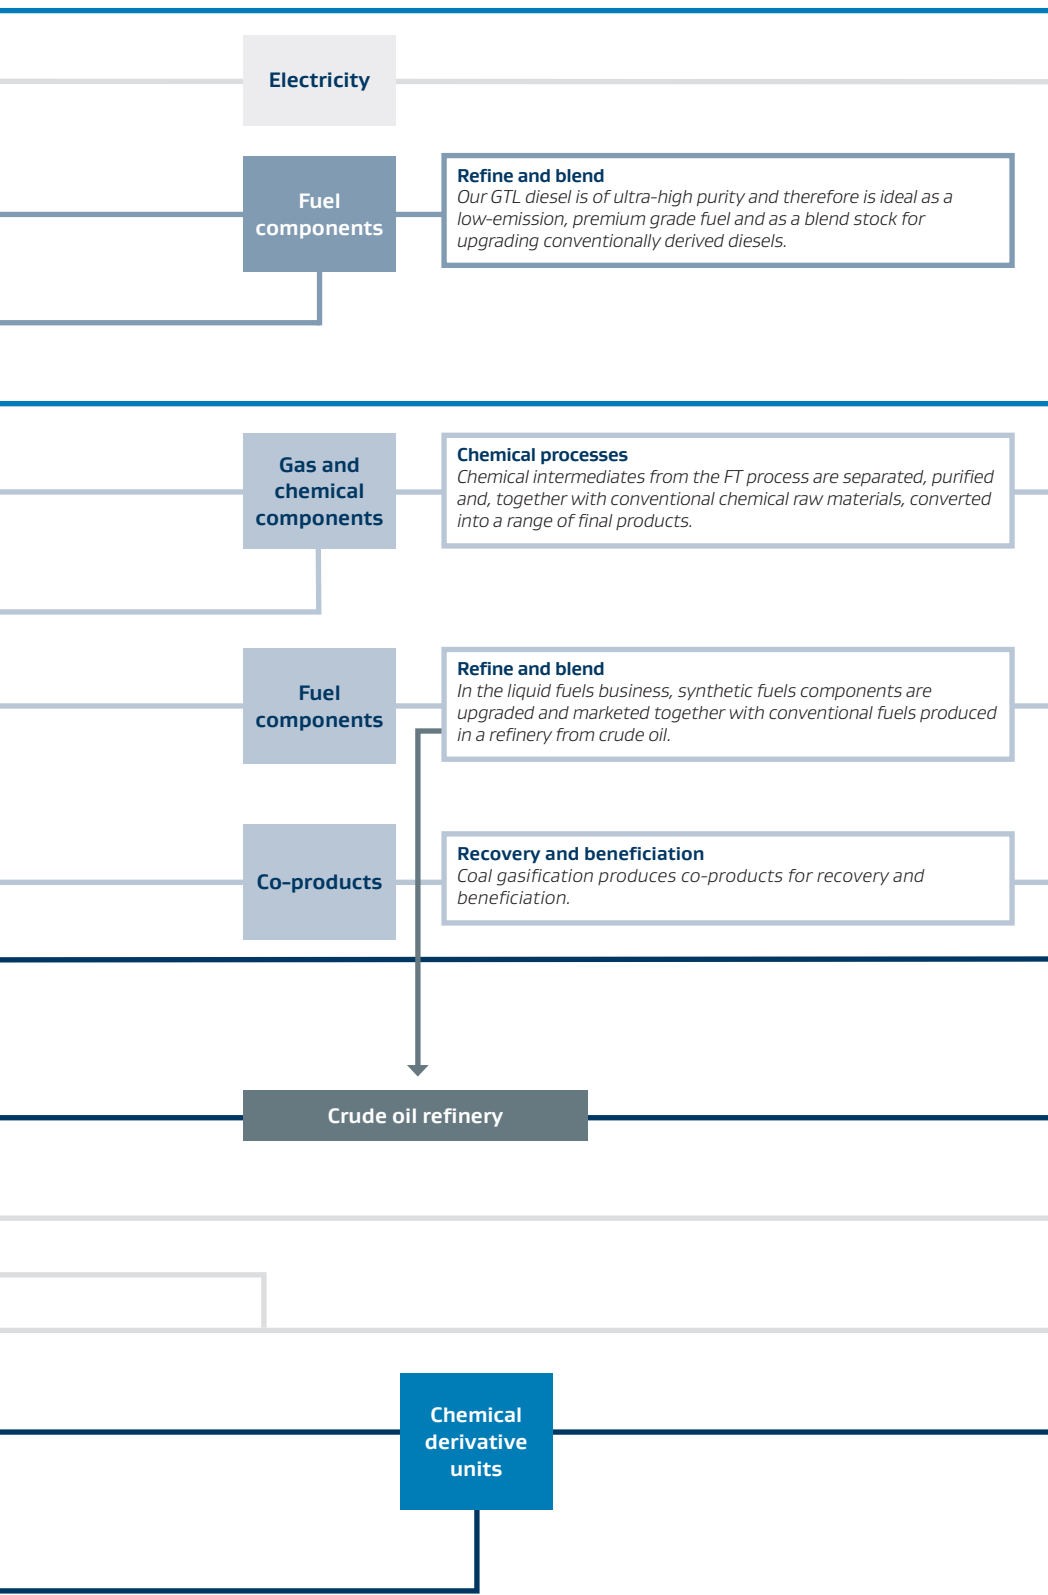 Electricity
Fuel
components
Refine and blend
Our GTL diesel is of ultra-high purity and therefore is ideal as a
low-emission, premium grade fuel and as a blend stock for
upgrading conventionally derived diesels.
Gas and
chemical
components
Chemical processes
Chemical intermediates from the FT process are separated, purified
and, together with conventional chemical raw materials, converted
into a range of final products.
Fuel
components
Refine and blend
In the liquid fuels business, synthetic fuels components are
upgraded and marketed together with conventional fuels produced
in a refinery from crude oil.
Co-products
Recovery and beneficiation
Coal gasification produces co-products for recovery and
beneficiation.
Crude oil refinery
Chemical
derivative
units